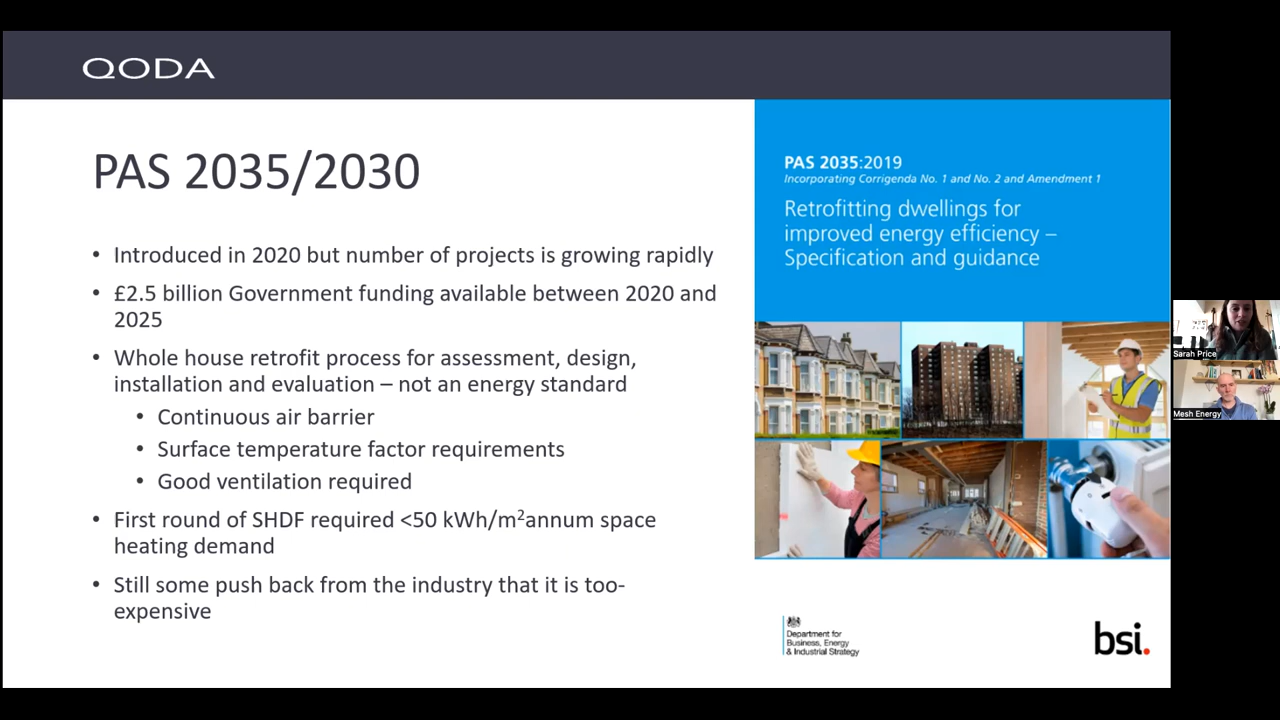 QODA
PAS 2035/2030
• Introduced in 2020 but number of projects is growing rapidly
• £2.5 billion Government funding available between 2020 and
2025
• Whole house retrofit process for assessment, design,
installation and evaluation – not an energy standard
• Continuous air barrier
• Surface temperature factor requirements
• Good ventilation required
• First round of SHDF required <50 kWh/m²annum space
heating demand
• Still some push back from the industry that it is too-
expensive
PAS 2035:2019
Incorporating Corrigenda No. 1 and No. 2 and Amendment 1
Retrofitting dwellings for
improved energy efficiency –
Specification and guidance
Department for
Business, Energy
& Industrial Strategy
bsi.
Sarah Price
Mesh Energy